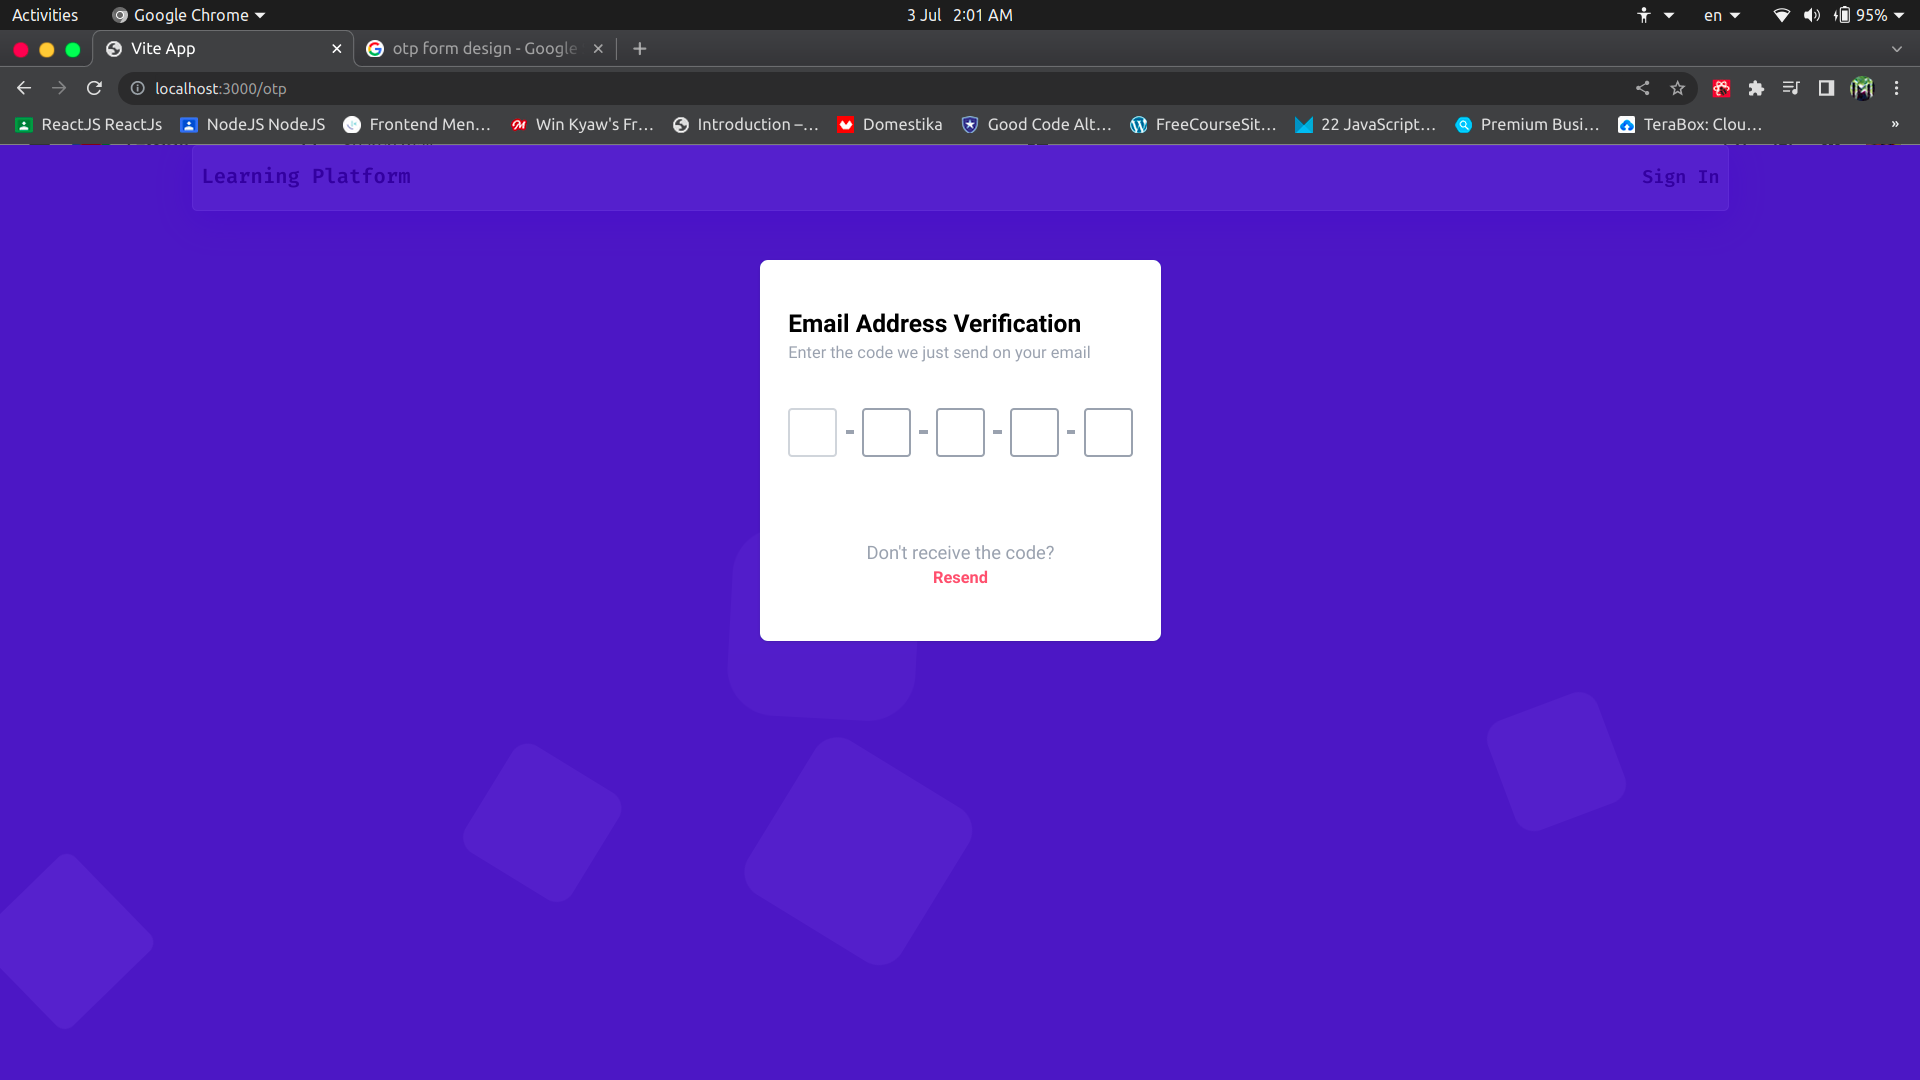 Activities Google Chrome 3 Jul 2:01 AM en 95%
Vite App otp form design - Google
localhost:3000/otp
ReactJS ReactJs NodeJS NodeJS Frontend Men... Win Kyaw's Fr... Introduction –... Domestika Good Code Alt... FreeCourseSit... 22 JavaScript... Premium Busi... TeraBox: Clou... »
Learning Platform Sign In
Email Address Verification
Enter the code we just send on your email
- - - -
Don't receive the code?
Resend